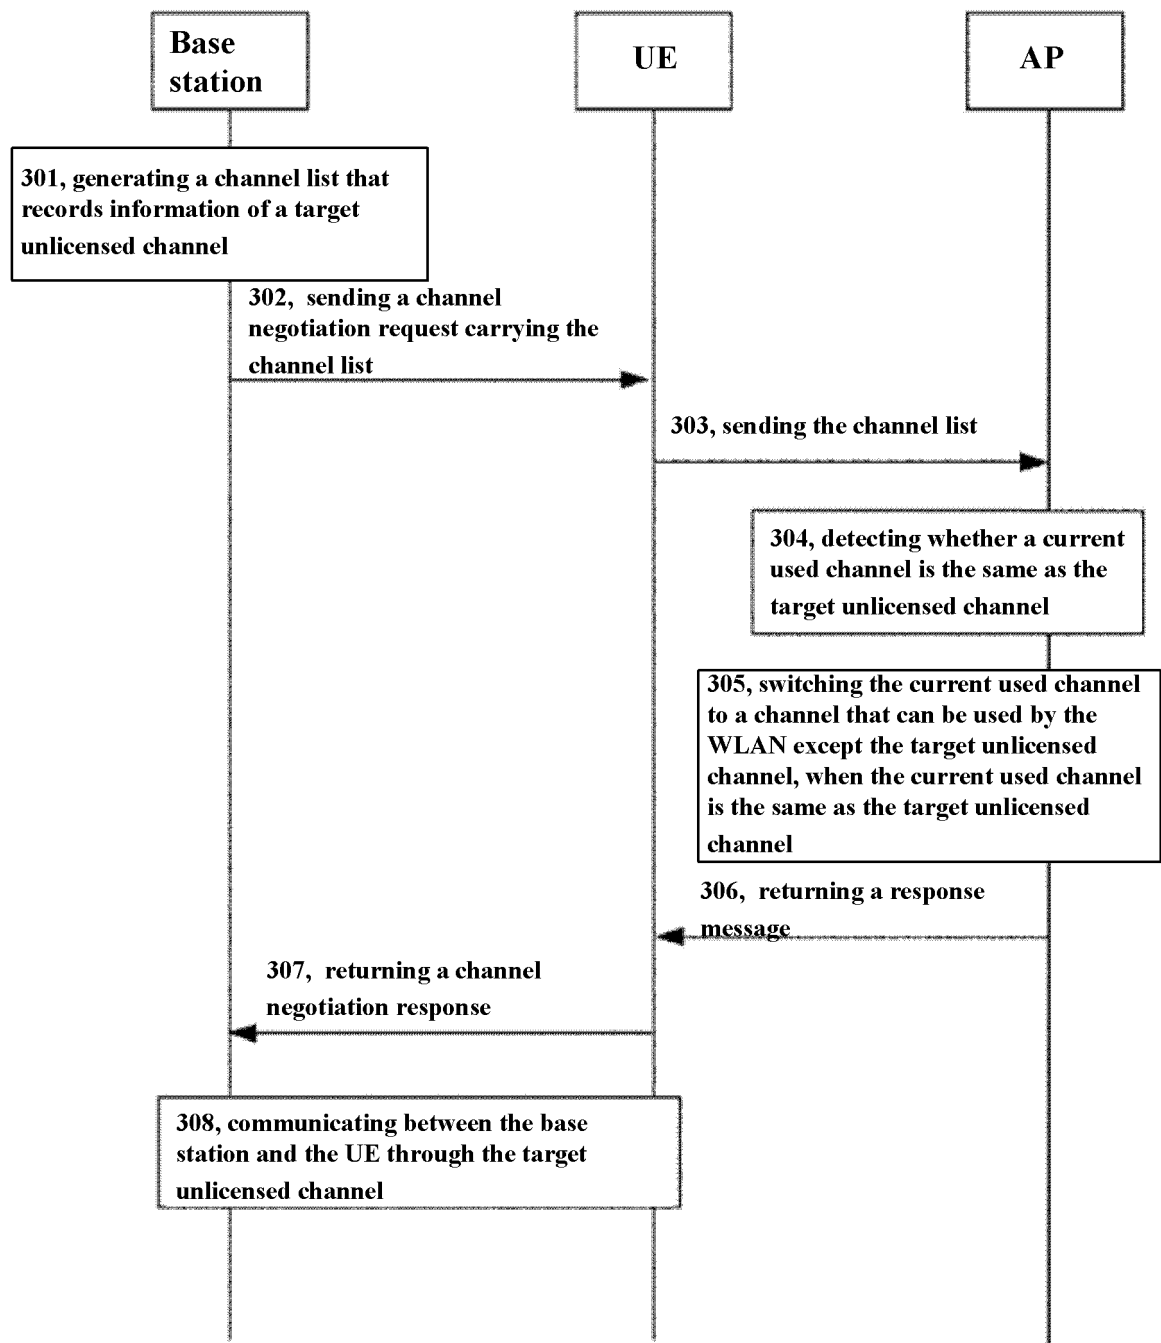 Base
station
UE
AP
301, generating a channel list that
records information of a target
unlicensed channel
302, sending a channel
negotiation request carrying the
channel list
303, sending the channel list
304, detecting whether a current
used channel is the same as the
target unlicensed channel
305, switching the current used channel
to a channel that can be used by the
WLAN except the target unlicensed
channel, when the current used channel
is the same as the target unlicensed
channel
306, returning a response
message
307, returning a channel
negotiation response
308, communicating between the base
station and the UE through the target
unlicensed channel